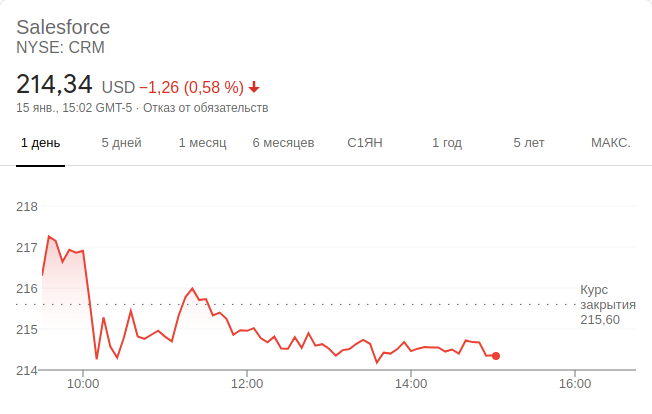 Salesforce
NYSE: CRM
214,34 USD −1,26 (0,58 %)
15 янв., 15:02 GMT-5 · Отказ от обязательств
1 день 5 дней 1 месяц 6 месяцев С1ЯН 1 год 5 лет МАКС.
218
217
216
215
214
Курс
закрытия
215,60
10:00 12:00 14:00 16:00